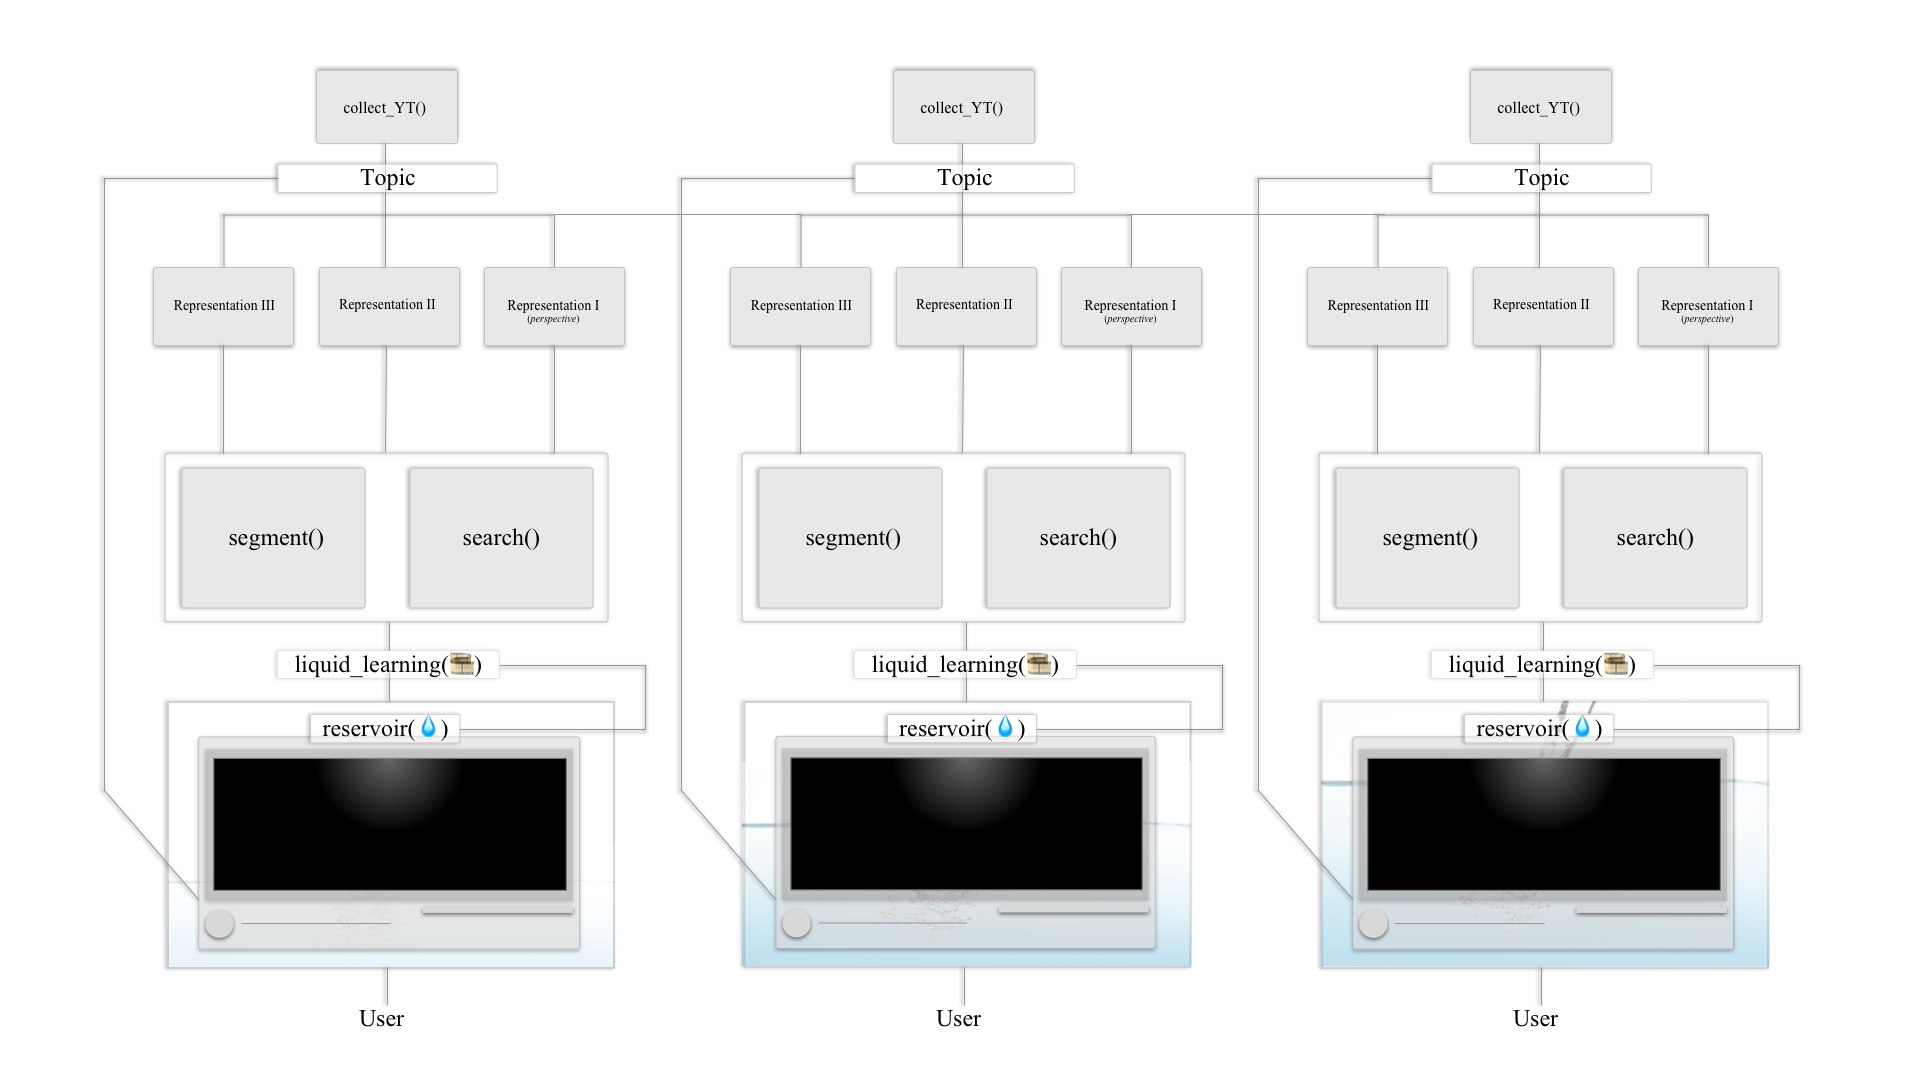 collect_YT()
collect_YT()
collect_YT()
Topic
Topic
Topic
Representation III
Representation II
Representation I
(perspective)
Representation III
Representation II
Representation I
(perspective)
Representation III
Representation II
Representation I
(perspective)
segment()
search()
segment()
search()
segment()
search()
liquid_learning(🎞)
liquid_learning(🎞)
liquid_learning(🎞)
reservoir(💧)
reservoir(💧)
reservoir(💧)
User
User
User